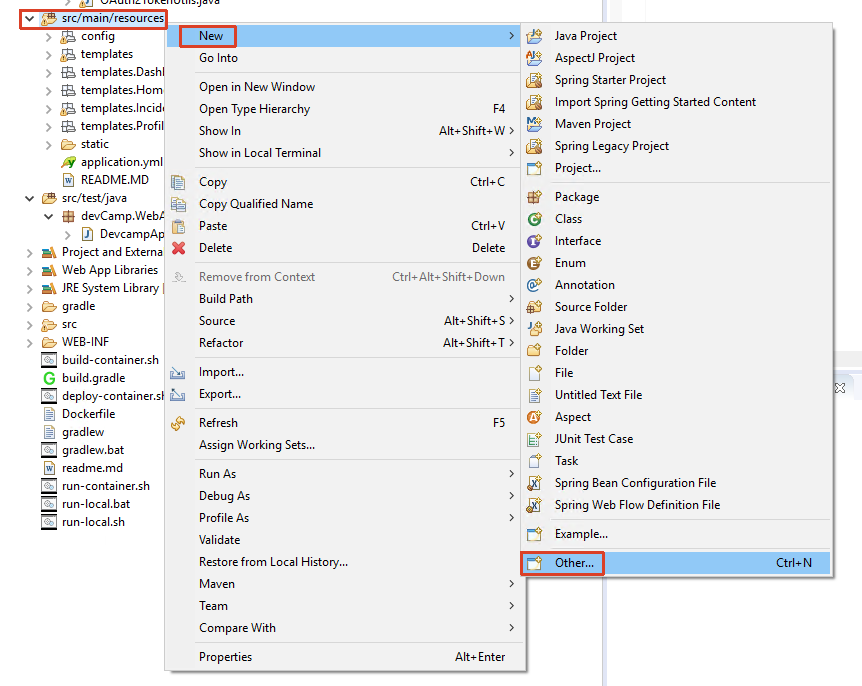 OAuth2TokenUtils.java
src/main/resources
config
templates
templates.Dashl
templates.Hom
templates.Incide
templates.Profil
static
application.yml
README.MD
src/test/java
devCamp.WebA
DevcampAp
Project and Externa
Web App Libraries
JRE System Library
gradle
src
WEB-INF
build-container.sh
build.gradle
deploy-container.sh
Dockerfile
gradlew
gradlew.bat
readme.md
run-container.sh
run-local.bat
run-local.sh
New
Go Into
Open in New Window
Open Type Hierarchy F4
Show In Alt+Shift+W
Show in Local Terminal
Copy Ctrl+C
Copy Qualified Name
Paste Ctrl+V
Delete Delete
Remove from Context Ctrl+Alt+Shift+Down
Build Path
Source Alt+Shift+S
Refactor Alt+Shift+T
Import...
Export...
Refresh F5
Assign Working Sets...
Run As
Debug As
Profile As
Validate
Restore from Local History...
Maven
Team
Compare With
Properties Alt+Enter
Java Project
AspectJ Project
Spring Starter Project
Import Spring Getting Started Content
Maven Project
Spring Legacy Project
Project...
Package
Class
Interface
Enum
Annotation
Source Folder
Java Working Set
Folder
File
Untitled Text File
Aspect
JUnit Test Case
Task
Spring Bean Configuration File
Spring Web Flow Definition File
Example...
Other... Ctrl+N